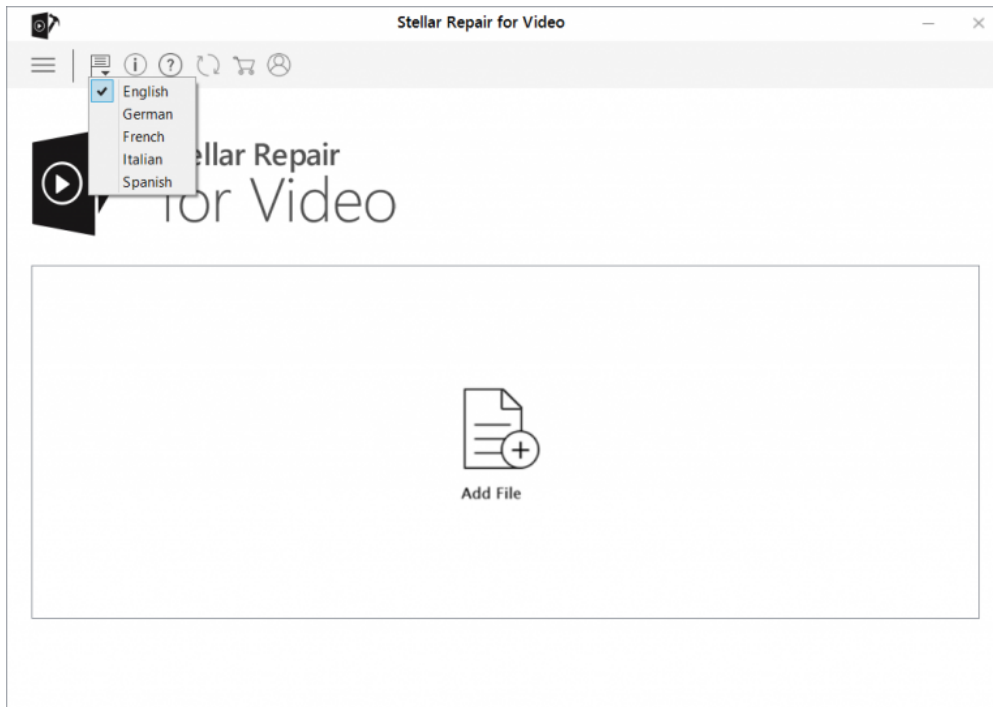 Stellar Repair for Video
English
German
French
Italian
Spanish
ellar Repair
for Video
Add File